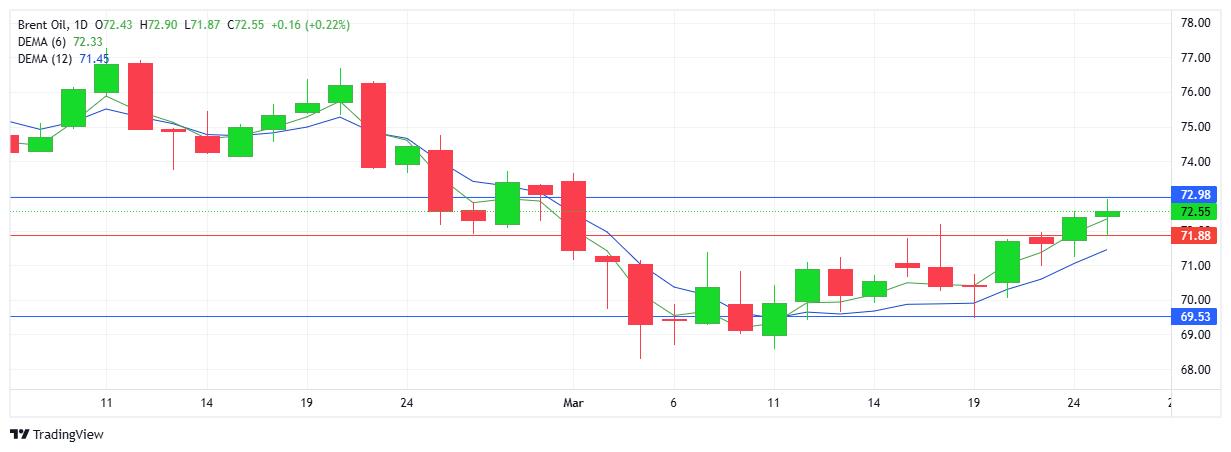 Brent Oil, 1D O72.43 H72.90 L71.87 C72.55 +0.16 (+0.22%)
DEMA (6) 72.33
DEMA (12) 71.45
78.00
77.00
76.00
75.00
74.00
72.98
72.55
71.88
71.00
70.00
69.53
69.00
68.00
11 14 19 24 Mar 6 11 14 19 24
TradingView